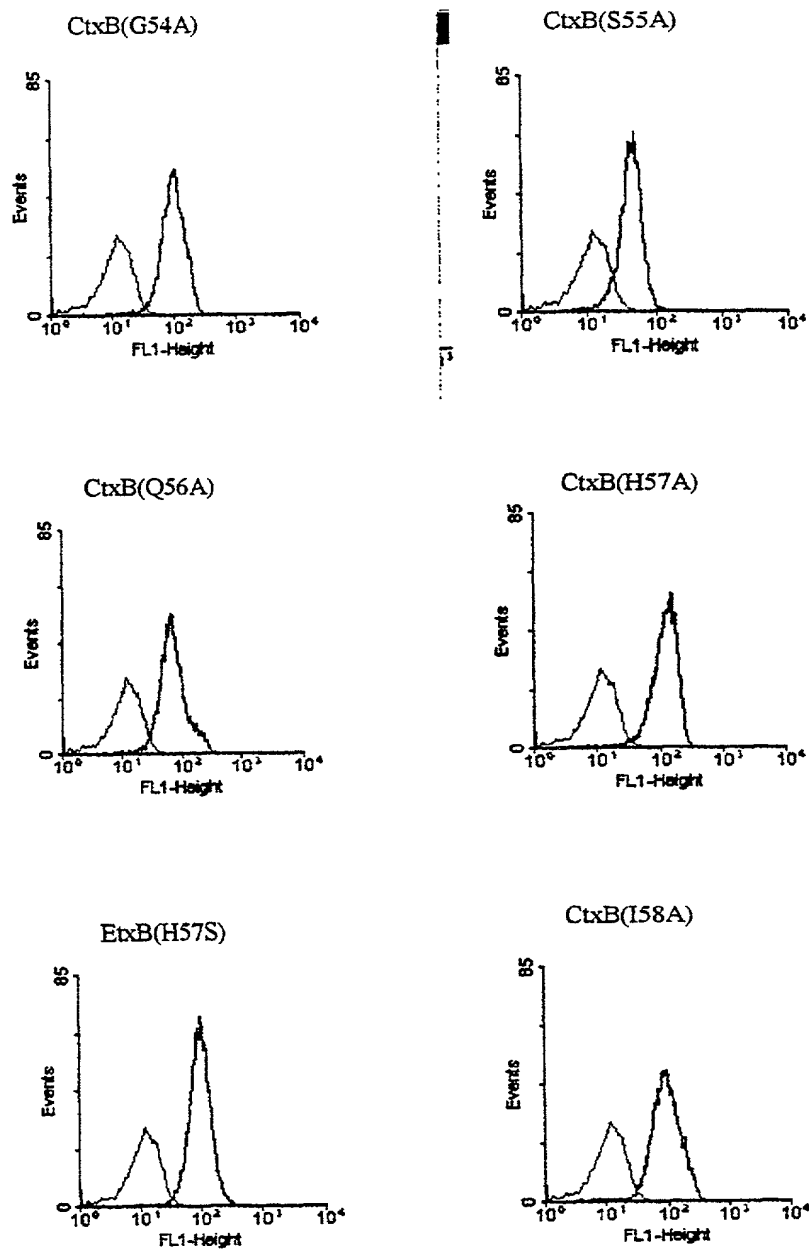 CtxB(G54A)
85
Events
0
10⁰ 10¹ 10² 10³ 10⁴
FL1-Height
CtxB(S55A)
85
Events
0
10⁰ 10¹ 10² 10³ 10⁴
FL1-Height
CtxB(Q56A)
85
Events
0
10⁰ 10¹ 10² 10³ 10⁴
FL1-Height
CtxB(H57A)
85
Events
0
10⁰ 10¹ 10² 10³ 10⁴
FL1-Height
EtxB(H57S)
85
Events
0
10⁰ 10¹ 10² 10³ 10⁴
FL1-Height
CtxB(I58A)
85
Events
0
10⁰ 10¹ 10² 10³ 10⁴
FL1-Height